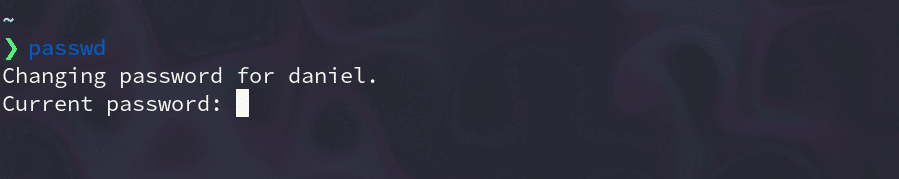 ~
❯ passwd
Changing password for daniel.
Current password: